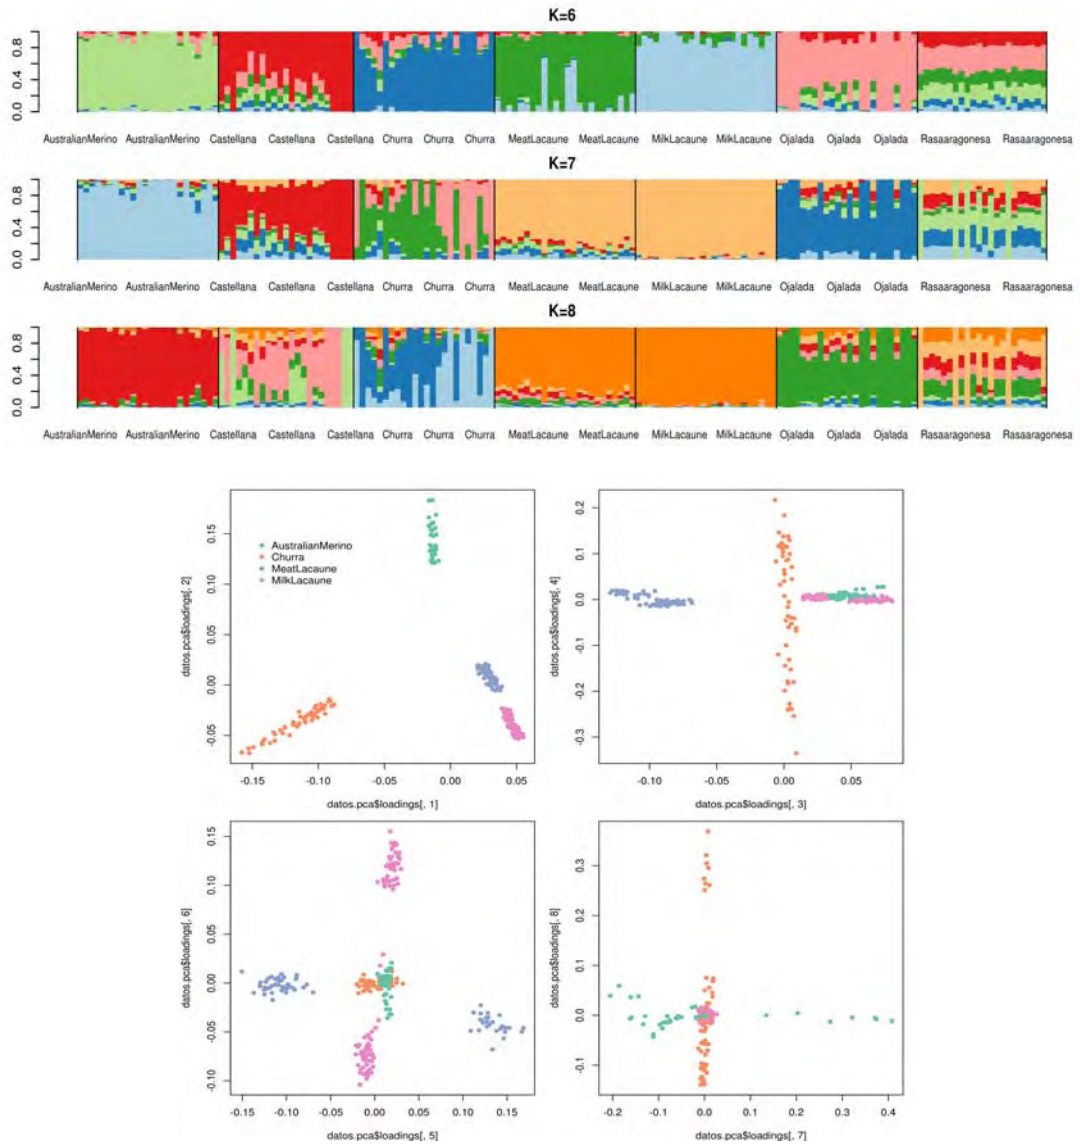 K=6
0.0 0.4 0.8
AustralianMerino AustralianMerino Castellana Castellana Castellana Churra Churra Churra MeatLacaune MeatLacaune MilkLacaune MilkLacaune Ojalada Ojalada Ojalada Rasaaragonesa Rasaaragonesa
K=7
0.0 0.4 0.8
AustralianMerino AustralianMerino Castellana Castellana Castellana Churra Churra Churra MeatLacaune MeatLacaune MilkLacaune MilkLacaune Ojalada Ojalada Ojalada Rasaaragonesa Rasaaragonesa
K=8
0.0 0.4 0.8
AustralianMerino AustralianMerino Castellana Castellana Castellana Churra Churra Churra MeatLacaune MeatLacaune MilkLacaune MilkLacaune Ojalada Ojalada Ojalada Rasaaragonesa Rasaaragonesa
datos.pca$loadings[, 2]
-0.05 0.00 0.05 0.10 0.15
AustralianMerino
Churra
MeatLacaune
MilkLacaune
-0.15 -0.10 -0.05 0.00 0.05
datos.pca$loadings[, 1]
datos.pca$loadings[, 4]
-0.3 -0.2 -0.1 0.0 0.1 0.2
-0.10 -0.05 0.00 0.05
datos.pca$loadings[, 3]
datos.pca$loadings[, 6]
-0.10 -0.05 0.00 0.05 0.10 0.15
-0.15 -0.10 -0.05 0.00 0.05 0.10 0.15
datos.pca$loadings[, 5]
datos.pca$loadings[, 8]
-0.1 0.0 0.1 0.2 0.3
-0.2 -0.1 0.0 0.1 0.2 0.3 0.4
datos.pca$loadings[, 7]